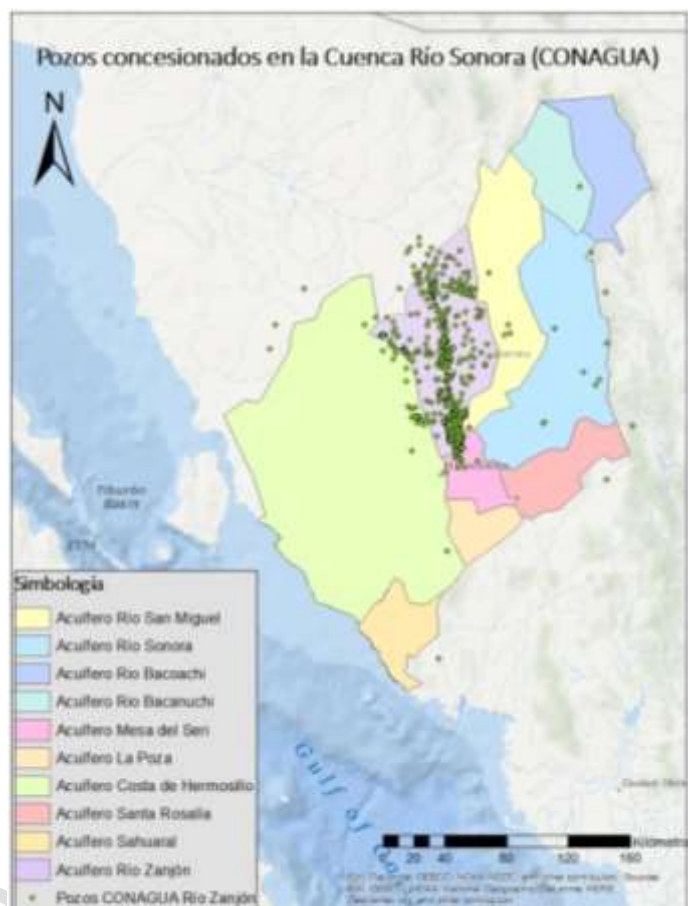 Pozos concesionados en la Cuenca Río Sonora (CONAGUA)
N
Gulf of
Simbología
Acuífero Río San Miguel
Acuífero Río Sonora
Acuífero Río Bacoachi
Acuífero Río Bacanuchi
Acuífero Mesa del Seri
Acuífero La Poza
Acuífero Costa de Hermosillo
Acuífero Santa Rosalía
Acuífero Sahuaral
Acuífero Río Zanjón
Pozos CONAGUA Río Zanjón
0 20 40 80 120 160
Kilometro